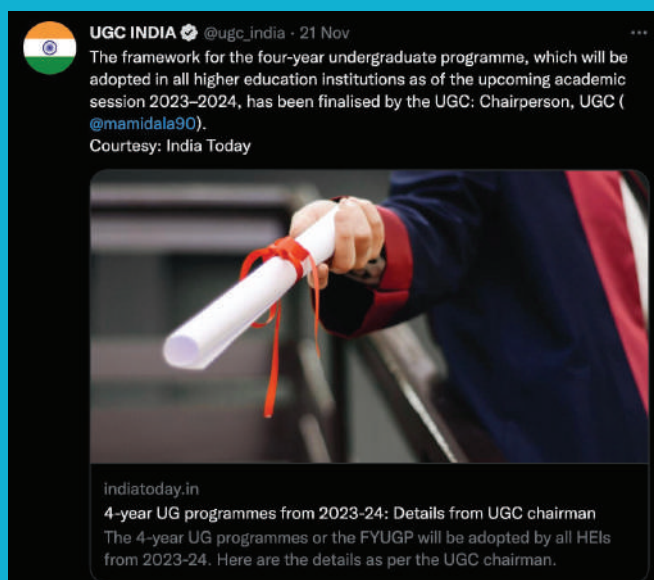 UGC INDIA @ugc_india · 21 Nov
The framework for the four-year undergraduate programme, which will be
adopted in all higher education institutions as of the upcoming academic
session 2023–2024, has been finalised by the UGC: Chairperson, UGC (
@mamidala90).
Courtesy: India Today
indiatoday.in
4-year UG programmes from 2023-24: Details from UGC chairman
The 4-year UG programmes or the FYUGP will be adopted by all HEIs
from 2023-24. Here are the details as per the UGC chairman.